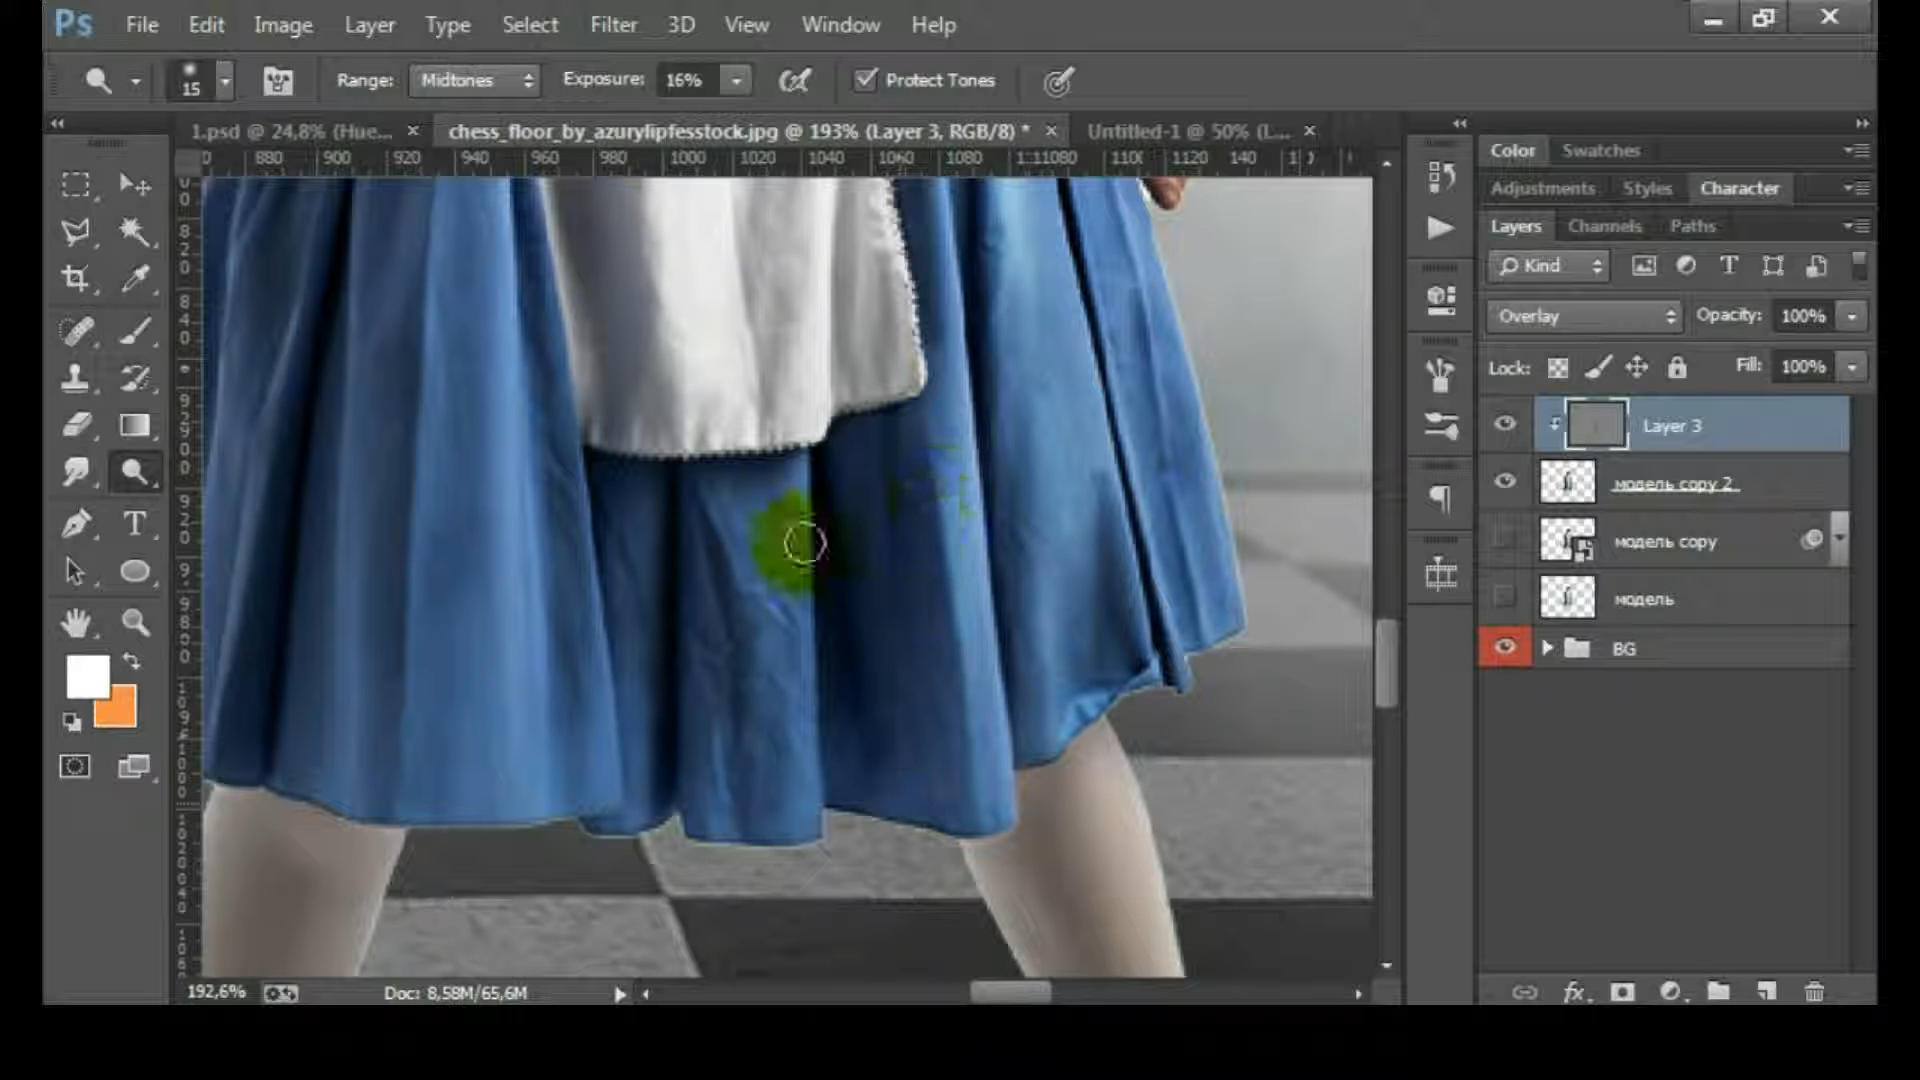 Ps File Edit Image Layer Type Select Filter 3D View Window Help
15 Range: Midtones Exposure: 16% Protect Tones
1.psd @ 24,8% (Hue... × chess_floor_by_azurylipfesstock.jpg @ 193% (Layer 3, RGB/8) * × Untitled-1 @ 50% (L... ×
880 900 920 940 960 980 1000 1020 1040 1060 1080
Color Swatches
Adjustments Styles Character
Layers Channels Paths
Kind
Overlay Opacity: 100%
Lock: Fill: 100%
Layer 3
модель copy 2
модель copy
модель
BG
192,6% Doc: 8,58M/65,6M
fx